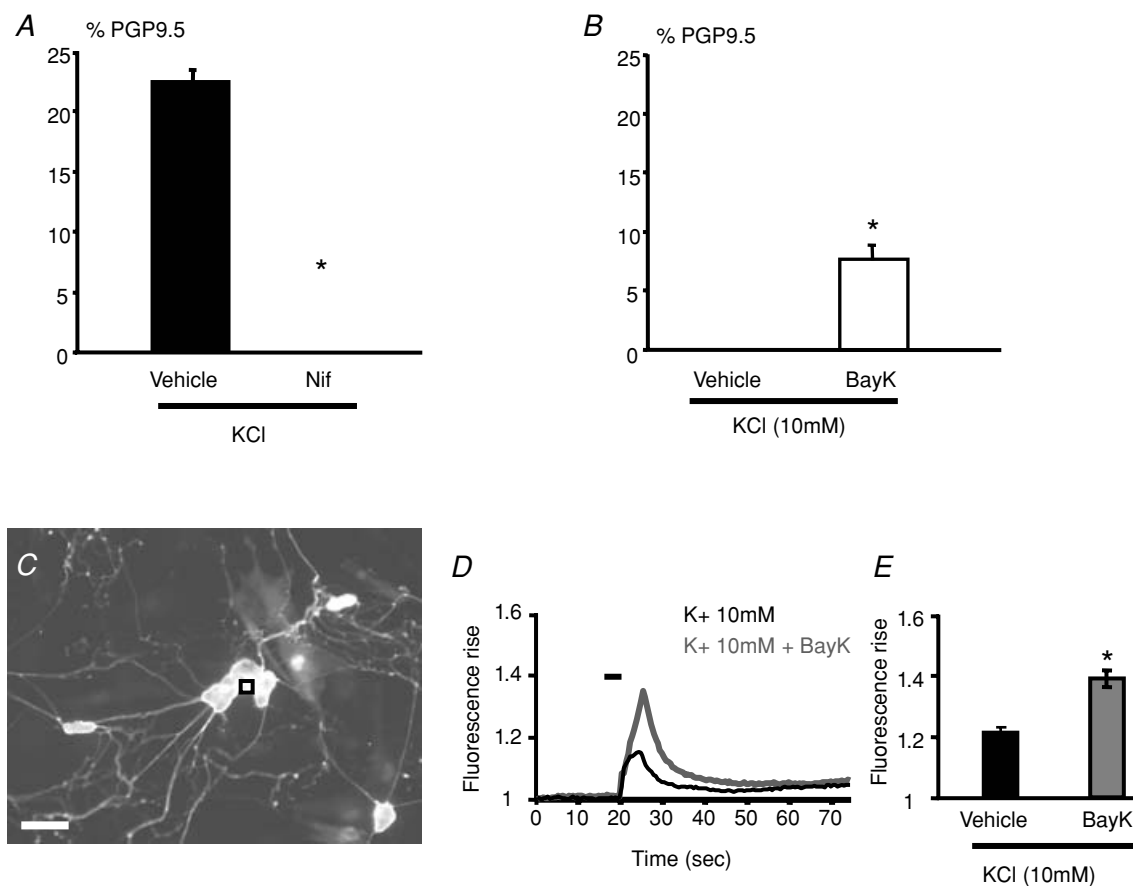 A
% PGP9.5
25
20
15
10
5
0
Vehicle Nif
KCl
*
B
% PGP9.5
25
20
15
10
5
0
*
Vehicle BayK
KCl (10mM)
C
D
Fluorescence rise
1.6
1.4
1.2
1
K+ 10mM
K+ 10mM + BayK
0 10 20 30 40 50 60 70
Time (sec)
E
Fluorescence rise
1.6
1.4
1.2
1
*
Vehicle BayK
KCl (10mM)